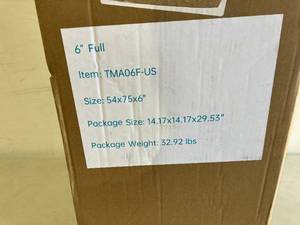 6" Full
Item: TMA06F-US
Size: 54x75x6"
Package Size: 14.17x14.17x29.53"
Package Weight: 32.92 lbs